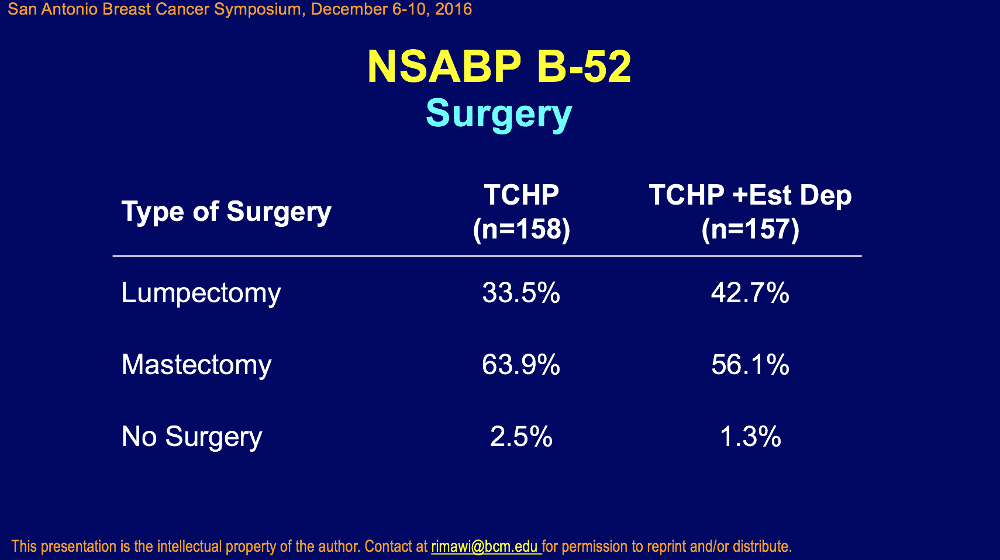 San Antonio Breast Cancer Symposium, December 6-10, 2016
NSABP B-52
Surgery
Type of Surgery
TCHP
(n=158)
TCHP +Est Dep
(n=157)
Lumpectomy 33.5% 42.7%
Mastectomy 63.9% 56.1%
No Surgery 2.5% 1.3%
This presentation is the intellectual property of the author. Contact at rimawi@bcm.edu for permission to reprint and/or distribute.